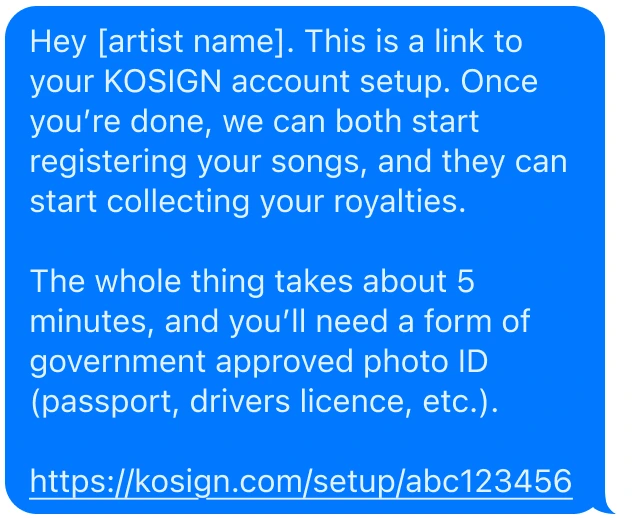 Hey [artist name]. This is a link to
your KOSIGN account setup. Once
you’re done, we can both start
registering your songs, and they can
start collecting your royalties.
The whole thing takes about 5
minutes, and you’ll need a form of
government approved photo ID
(passport, drivers licence, etc.).
https://kosign.com/setup/abc123456